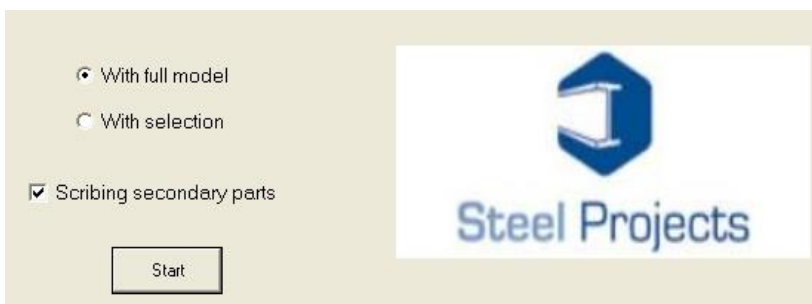 With full model
With selection
Scribing secondary parts
Start
Steel Projects